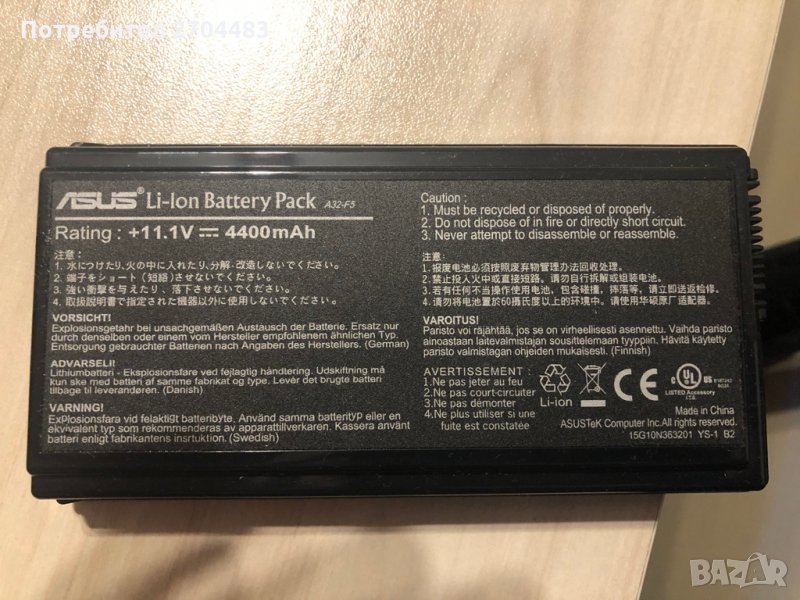 Потребител 2704483
ASUS® Li-Ion Battery Pack A32-F5
Rating : +11.1V 4400mAh
注意 :
1. 水につけたり,火の中に入れたり,分解・改造しないでください。
2. 端子をショート(短絡)させないでください。
3. 強い衝撃を与えたり、落下させないでください。
4. 取扱説明書で指定された機器以外に使用しないでください。
VORSICHT!
Explosionsgetahr bei unsachgemäßen Austausch der Batterie. Ersatz nur
durch denselben oder einem vom Hersteller empfohlenem ähnlichen Typ.
Entsorgung gebrauchter Batterien nach Angaben des Herstellers. (German)
ADVARSELI!
Lithiumbatteri - Eksplosionsfare ved fejlagtig håndtering. Udskiftning må
kun ske med batteri af samme fabrikat og type. Levér det brugte batteri
tilbage til leverandøren. (Danish)
VARNING!
Explosionsfara vid felaktigt batteribyte. Använd samma batterityp eller en
ekvivalent typ som rekommenderas av apparattillverkaren. Kassera använt
batteri enligt fabrikantens insrtuktion. (Swedish)
Caution :
1. Must be recycled or disposed of properly.
2. Do not dispose of in fire or directly short circuit.
3. Never attempt to disassemble or reassemble.
注意 :
1. 报废电池必须按照废弃物管理办法回收处理。
2. 禁止投入火中或直接短路。请勿自行拆解或组装电池。
3. 若有任何不当操作使用电池,包含碰撞,摔落等,请立即送返检修。
4. 请勿将电池置於60摄氏度以上的环境下。请使用华硕原厂适配器。
VAROITUS!
Paristo voi räjähtää, jos se on virheellisesti asennettu. Vaihda paristo
ainoastaan laitevalmistajan sousittelemaan tyyppiin. Hävitä käytetty
paristo valmistagan ohjeiden mukaisesti. (Finnish)
AVERTISSEMENT :
1.Ne pas jeter au feu
2.Ne pas court-circuiter
3.Ne pas démonter
4.Ne plus utiliser si une
fuite est constatée
Li-ion
CE
c UL us
LISTED Accessory
I.T.E.
Made in China
ASUSTeK Computer Inc.All rights reserved.
15G10N363201 YS-1 B2
BAZAR